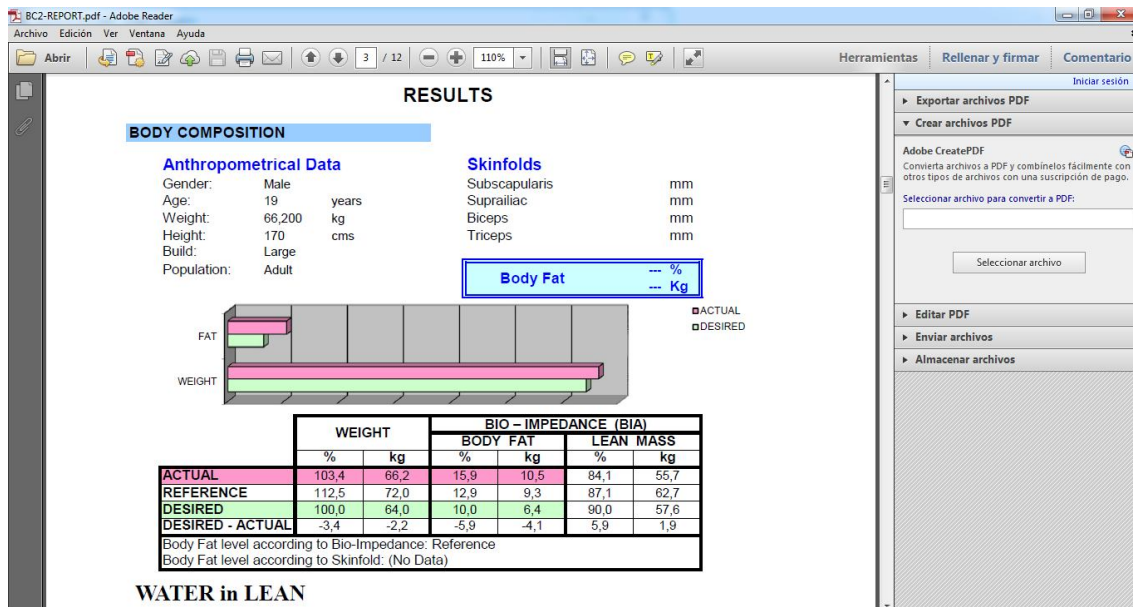 BC2-REPORT.pdf - Adobe Reader
Archivo Edición Ver Ventana Ayuda
Abrir 3 / 12 110% Herramientas Rellenar y firmar Comentario
Iniciar sesión
RESULTS
BODY COMPOSITION
Anthropometrical Data
Gender: Male
Age: 19 years
Weight: 66,200 kg
Height: 170 cms
Build: Large
Population: Adult
Skinfolds
Subscapularis mm
Suprailiac mm
Biceps mm
Triceps mm
Body Fat --- %
--- Kg
ACTUAL
DESIRED
FAT
WEIGHT
WEIGHT BIO – IMPEDANCE (BIA)
BODY FAT LEAN MASS
% kg % kg % kg
ACTUAL 103,4 66,2 15,9 10,5 84,1 55,7
REFERENCE 112,5 72,0 12,9 9,3 87,1 62,7
DESIRED 100,0 64,0 10,0 6,4 90,0 57,6
DESIRED - ACTUAL -3,4 -2,2 -5,9 -4,1 5,9 1,9
Body Fat level according to Bio-Impedance: Reference
Body Fat level according to Skinfold: (No Data)
WATER in LEAN
Exportar archivos PDF
Crear archivos PDF
Adobe CreatePDF
Convierta archivos a PDF y combínelos fácilmente con
otros tipos de archivos con una suscripción de pago.
Seleccionar archivo para convertir a PDF:
Seleccionar archivo
Editar PDF
Enviar archivos
Almacenar archivos